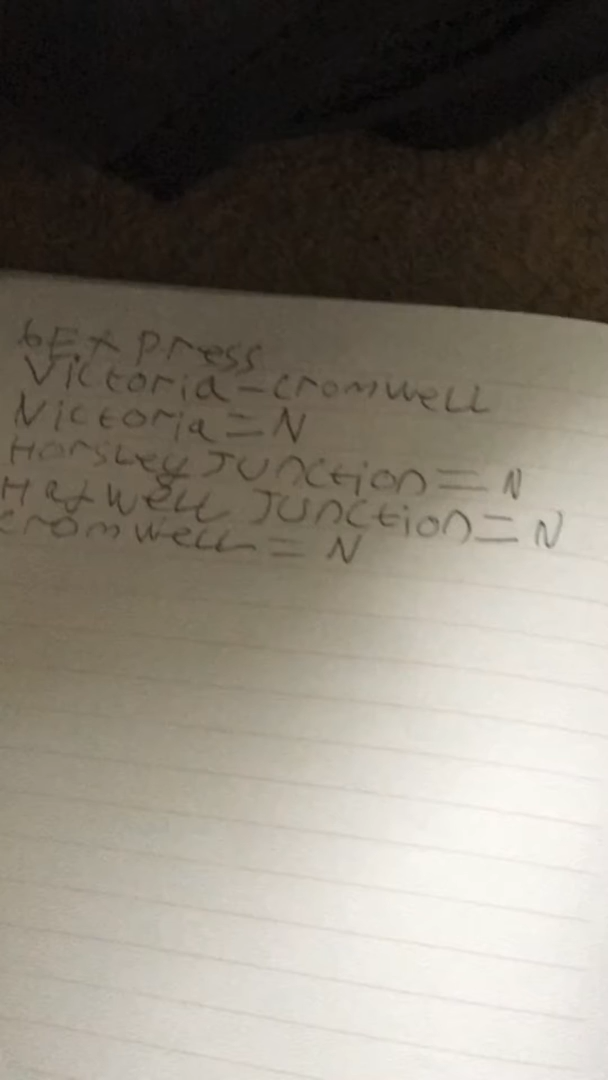 6Express
Victoria-cromwell
Victoria=N
Horsley Junction=N
Hatwell Junction=N
cromwell=N